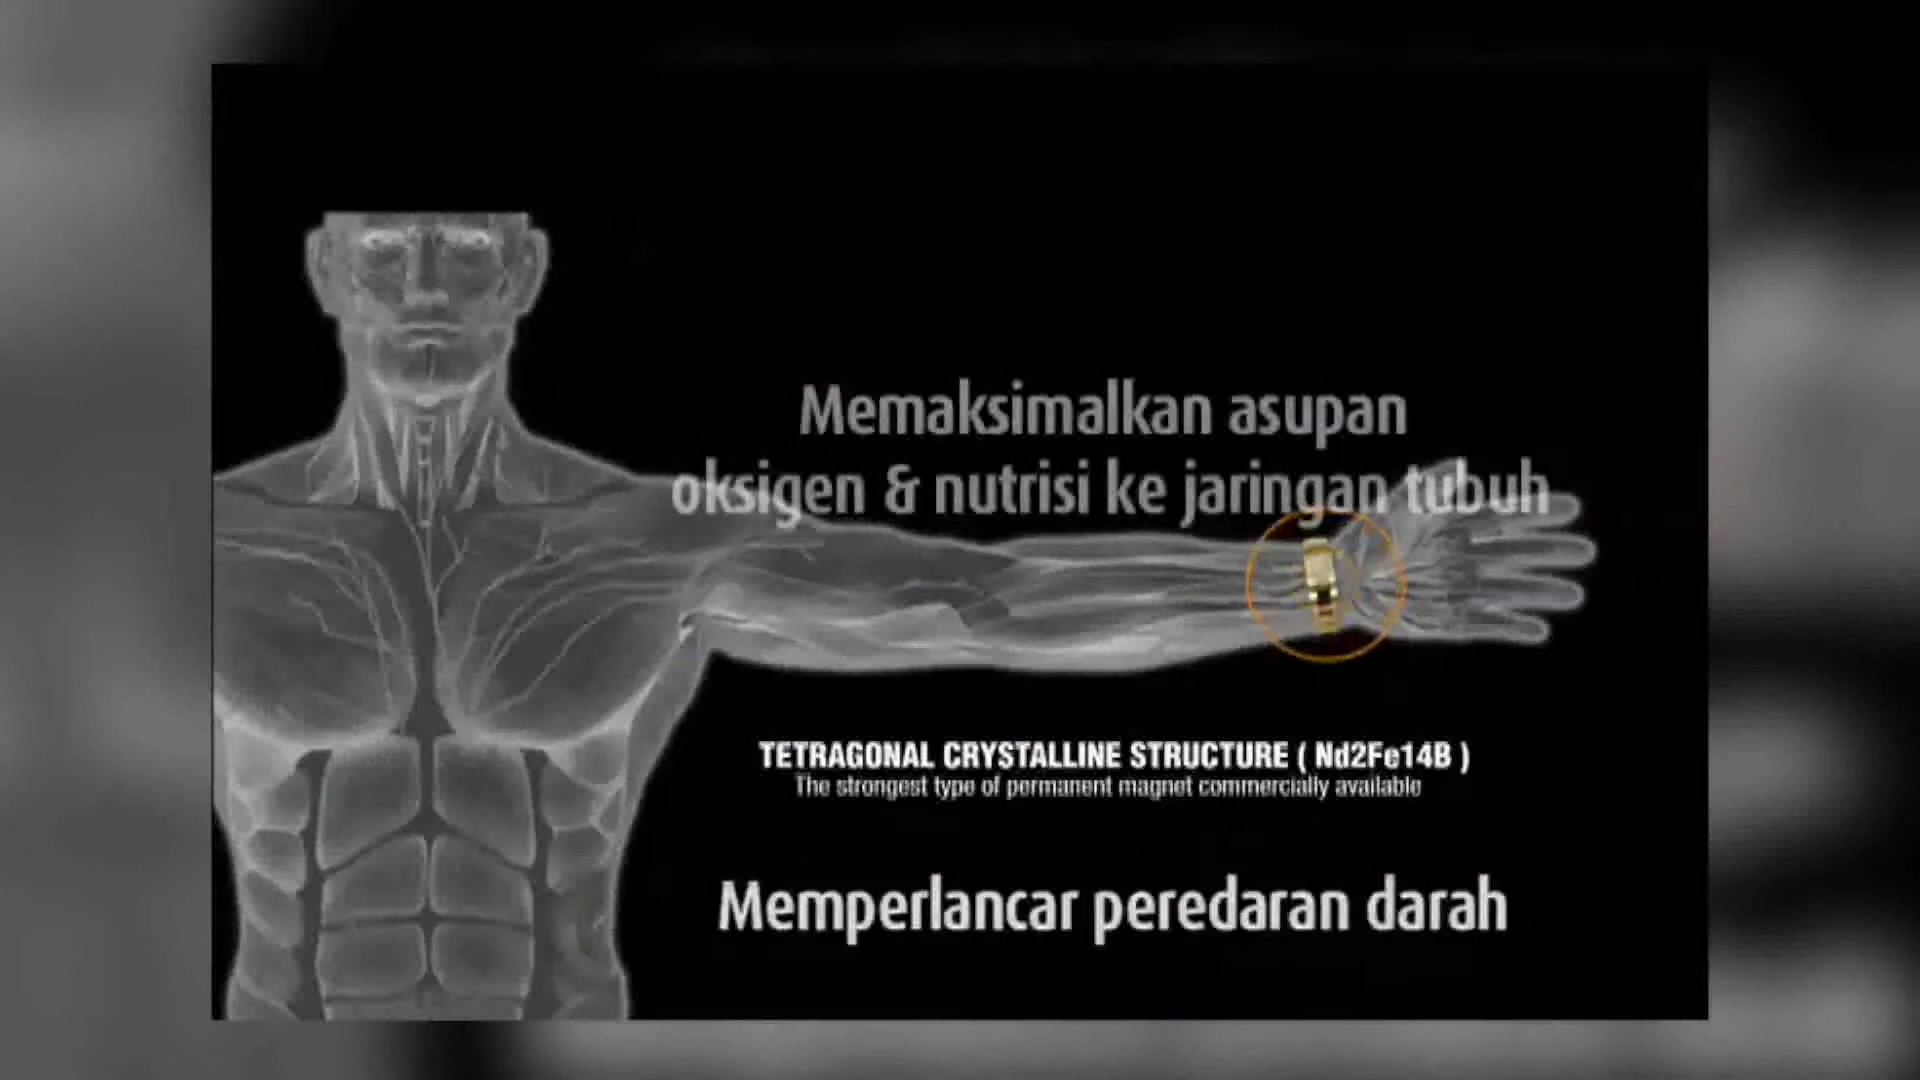 Memaksimalkan asupan
oksigen & nutrisi ke jaringan tubuh
TETRAGONAL CRYSTALLINE STRUCTURE ( Nd2Fe14B )
The strongest type of permanent magnet commercially available
Memperlancar peredaran darah